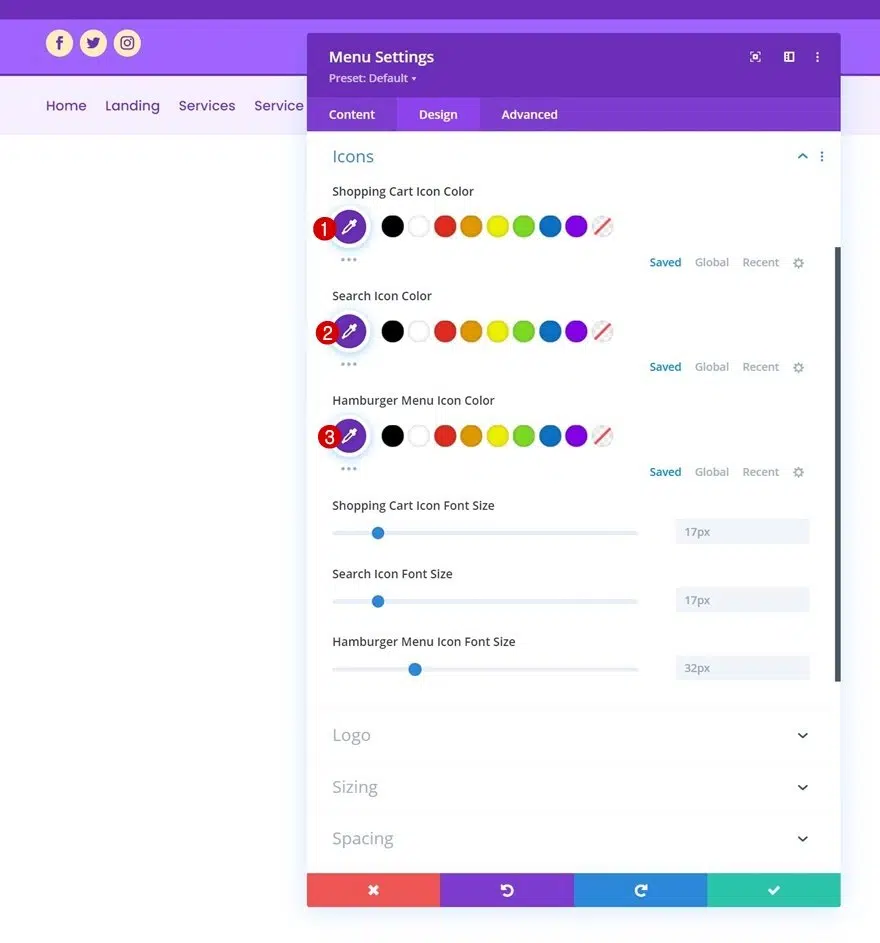 Menu Settings
Preset: Default
Content Design Advanced
Home Landing Services Service
Icons
Shopping Cart Icon Color
1
Saved Global Recent
Search Icon Color
2
Saved Global Recent
Hamburger Menu Icon Color
3
Saved Global Recent
Shopping Cart Icon Font Size
17px
Search Icon Font Size
17px
Hamburger Menu Icon Font Size
32px
Logo
Sizing
Spacing